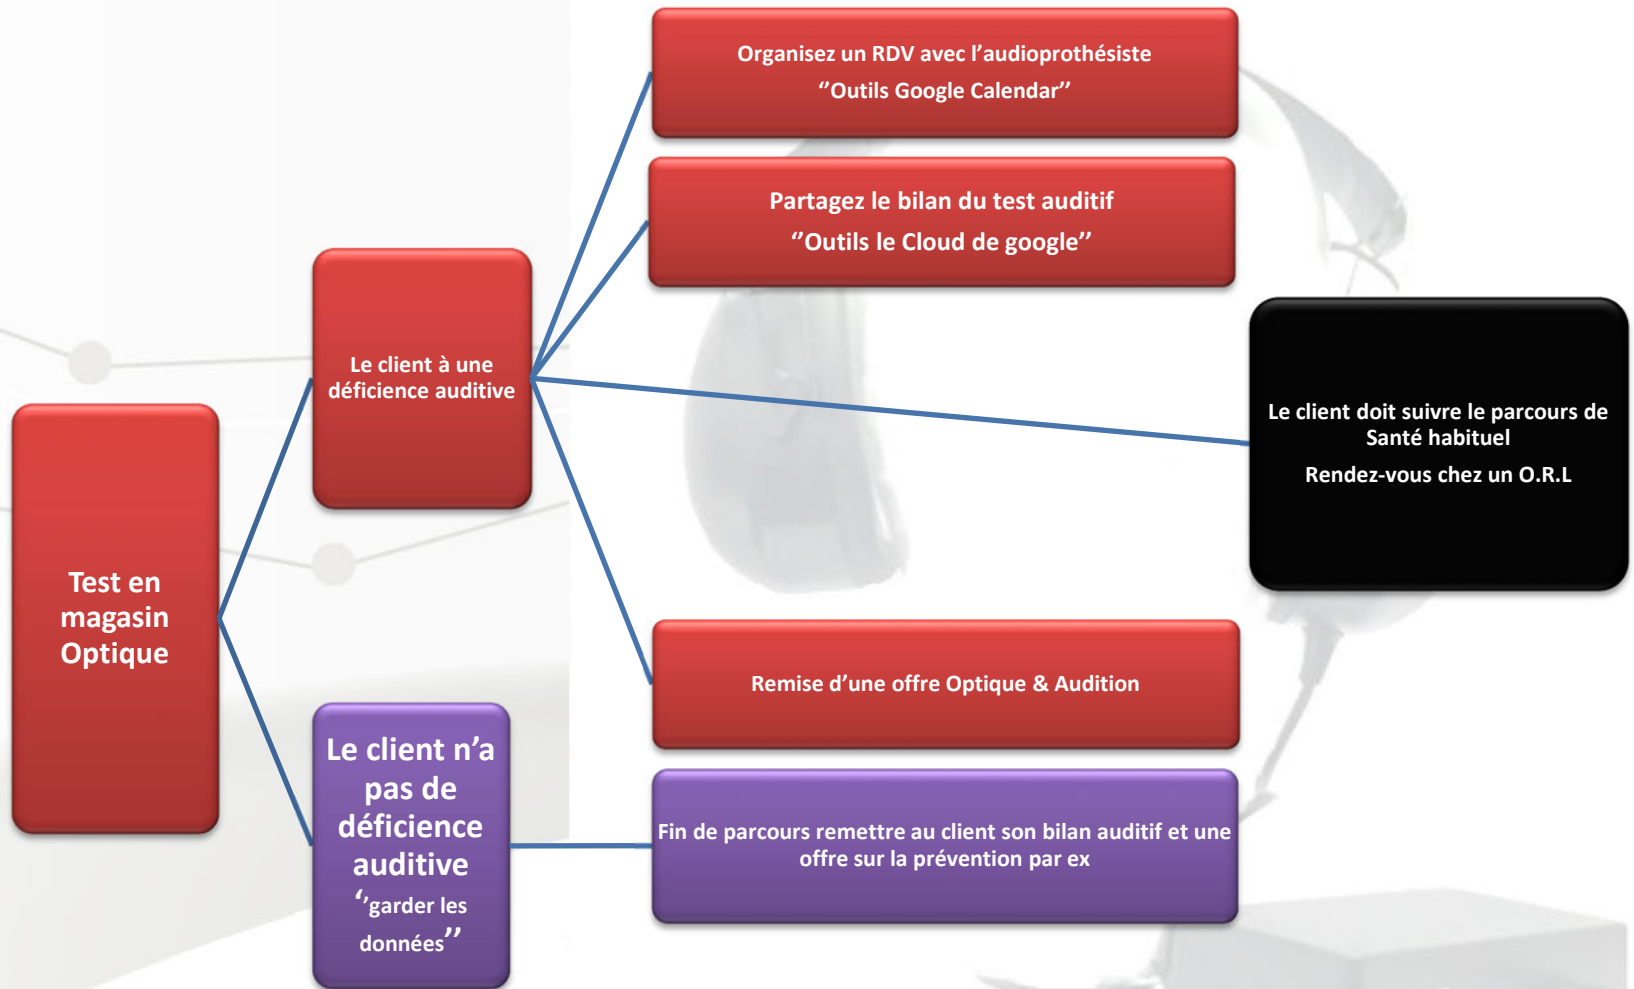 Organisez un RDV avec l’audioprothésiste
‘’Outils Google Calendar’’
Partagez le bilan du test auditif
‘’Outils le Cloud de google’’
Le client à une
déficience auditive
Le client doit suivre le parcours de
Santé habituel
Rendez-vous chez un O.R.L
Test en
magasin
Optique
Remise d’une offre Optique & Audition
Le client n’a
pas de
déficience
auditive
‘’garder les
données’’
Fin de parcours remettre au client son bilan auditif et une
offre sur la prévention par ex